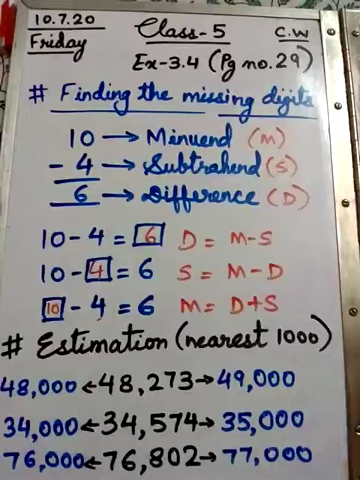 10.7.20 Class-5 C.W
Friday Ex-3.4 (Pg no.29)
# Finding the missing digits
10 → Minuend (M)
- 4 → Subtrahend (S)
6 → Difference (D)
10 - 4 = 6 D = M-S
10 - 4 = 6 S = M-D
10 - 4 = 6 M = D+S
# Estimation (nearest 1000)
48,000 ← 48,273 → 49,000
34,000 ← 34,574 → 35,000
76,000 ← 76,802 → 77,000